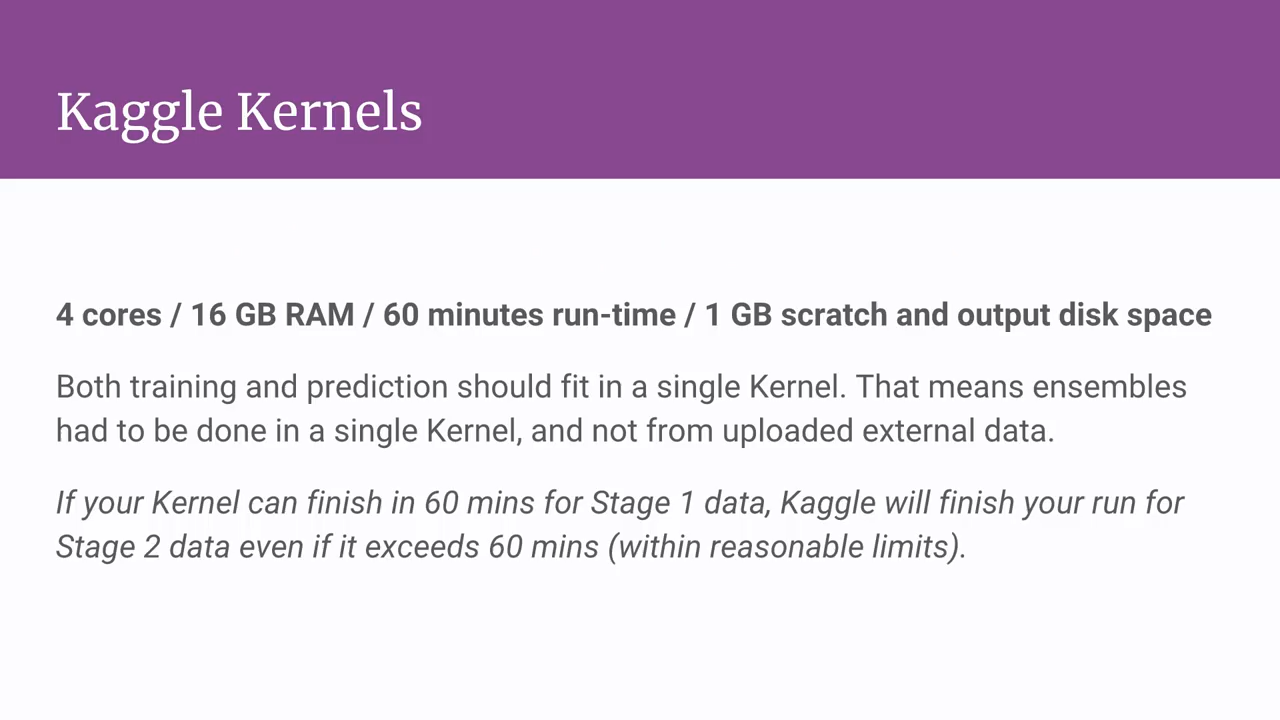 Kaggle Kernels
4 cores / 16 GB RAM / 60 minutes run-time / 1 GB scratch and output disk space
Both training and prediction should fit in a single Kernel. That means ensembles
had to be done in a single Kernel, and not from uploaded external data.
If your Kernel can finish in 60 mins for Stage 1 data, Kaggle will finish your run for
Stage 2 data even if it exceeds 60 mins (within reasonable limits).